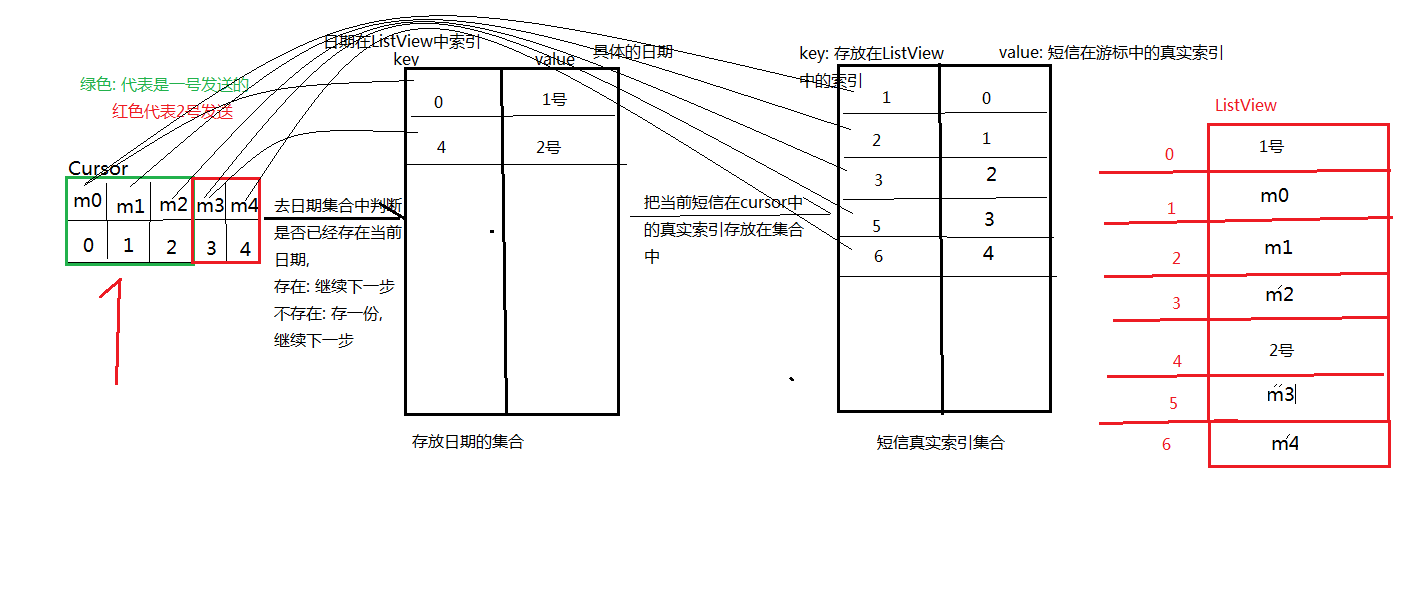 绿色: 代表是一号发送的
红色代表2号发送
Cursor
m0 m1 m2 m3 m4
0 1 2 3 4
去日期集合中判断
是否已经存在当前
日期,
存在: 继续下一步
不存在: 存一份,
继续下一步
日期在ListView中索引
key
具体的日期
value
0 1号
4 2号
存放日期的集合
把当前短信在cursor中
的真实索引存放在集合
中
key: 存放在ListView
中的索引
value: 短信在游标中的真实索引
1 0
2 1
3 2
5 3
6 4
短信真实索引集合
ListView
0 1号
1 m0
2 m1
3 m2
4 2号
5 m3
6 m4